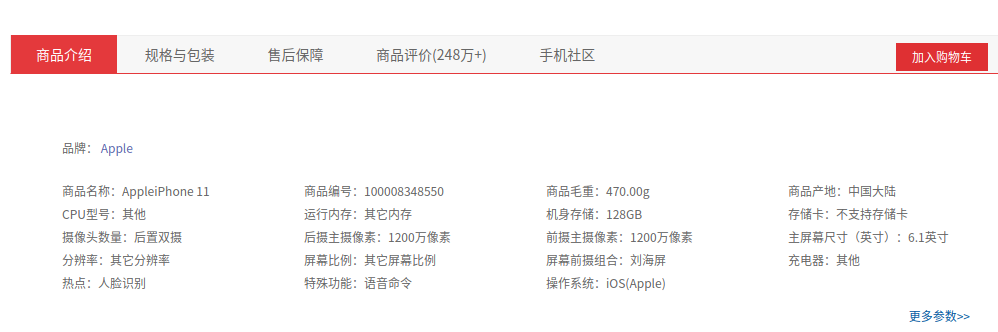 商品介绍 规格与包装 售后保障 商品评价(248万+) 手机社区 加入购物车
品牌： Apple
商品名称：AppleiPhone 11 商品编号：100008348550 商品毛重：470.00g 商品产地：中国大陆
CPU型号：其他 运行内存：其它内存 机身存储：128GB 存储卡：不支持存储卡
摄像头数量：后置双摄 后摄主摄像素：1200万像素 前摄主摄像素：1200万像素 主屏幕尺寸（英寸）：6.1英寸
分辨率：其它分辨率 屏幕比例：其它屏幕比例 屏幕前摄组合：刘海屏 充电器：其他
热点：人脸识别 特殊功能：语音命令 操作系统：iOS(Apple)
更多参数>>